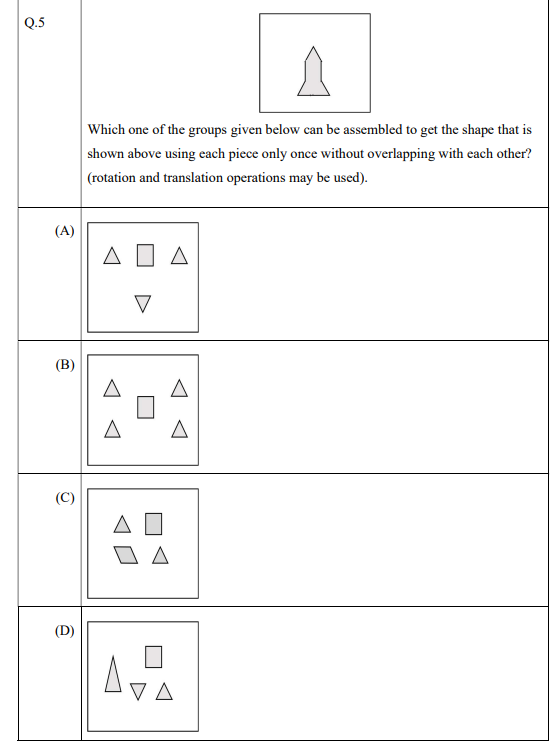 Q.5
Which one of the groups given below can be assembled to get the shape that is
shown above using each piece only once without overlapping with each other?
(rotation and translation operations may be used).
(A)
(B)
(C)
(D)